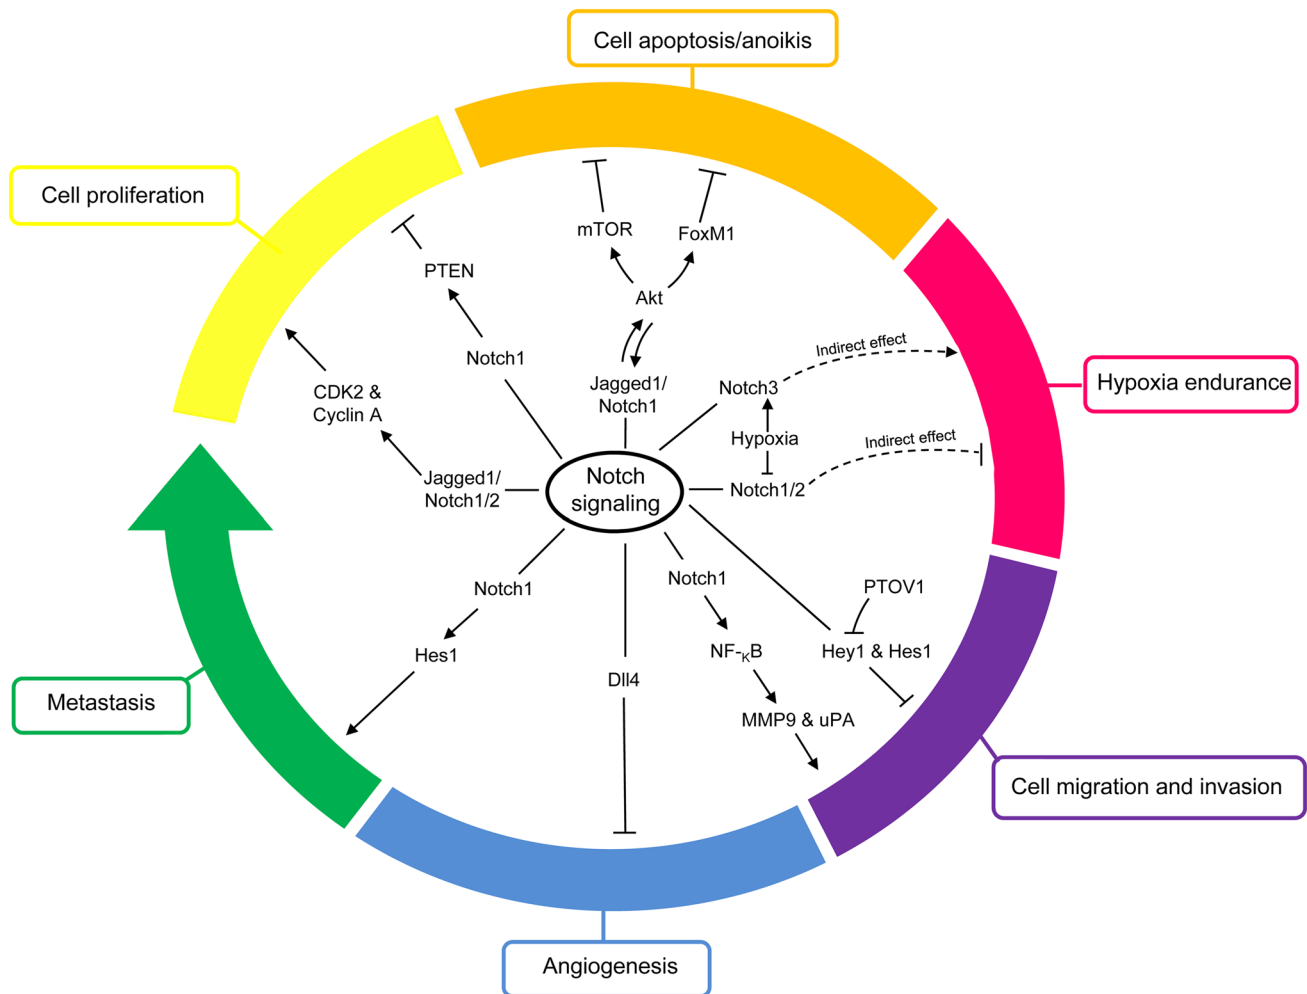 Cell apoptosis/anoikis
Cell proliferation
mTOR
FoxM1
PTEN
Akt
Indirect effect
Notch1
Jagged1/
Notch1
Notch3
Hypoxia endurance
CDK2 &
Cyclin A
Hypoxia
Indirect effect
Jagged1/
Notch1/2
Notch
signaling
Notch1/2
Notch1
Notch1
PTOV1
Hes1
NF-κB
Hey1 & Hes1
Dll4
Metastasis
MMP9 & uPA
Cell migration and invasion
Angiogenesis